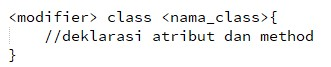 <modifier> class <nama_class>{
//deklarasi atribut dan method
}